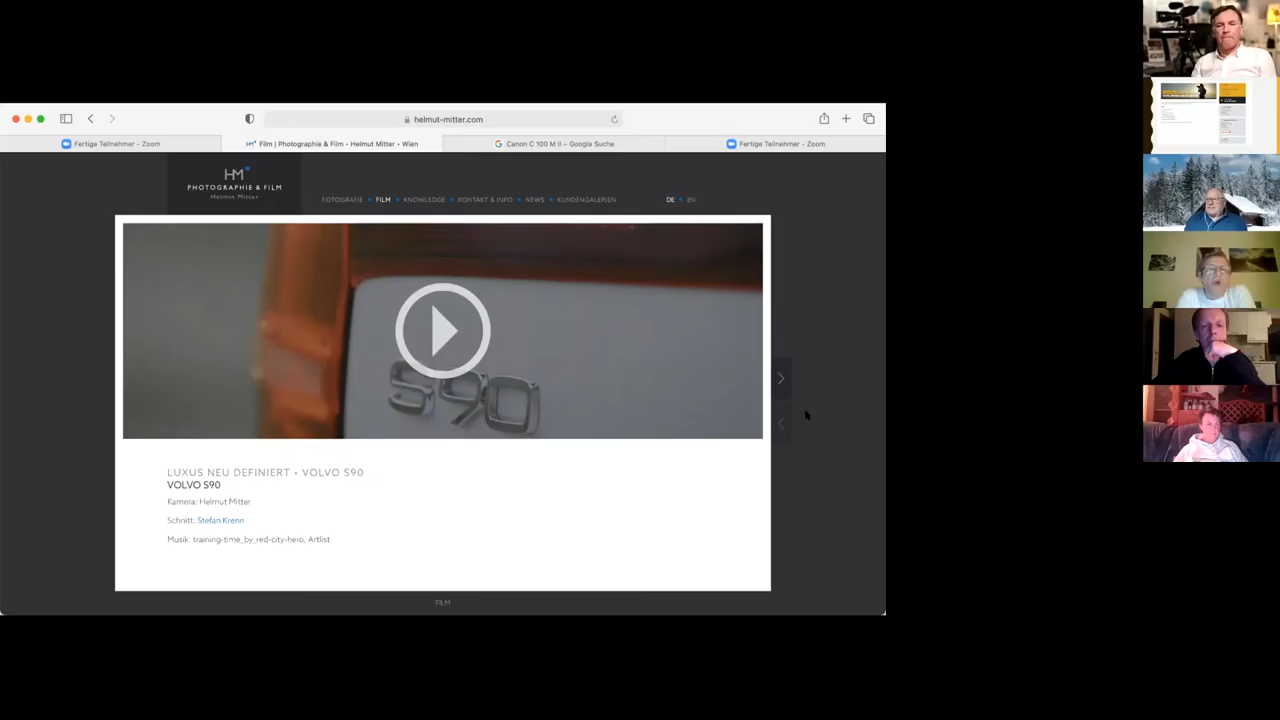 helmut-mitter.com
Fertige Teilnehmer - Zoom
HM Film | Photographie & Film • Helmut Mitter • Wien
Canon C 100 M II – Google Suche
Fertige Teilnehmer - Zoom
HM
PHOTOGRAPHIE & FILM
Helmut Mitter
FOTOGRAFIE FILM KNOWLEDGE KONTAKT & INFO NEWS KUNDENGALERIEN DE EN
S90
LUXUS NEU DEFINIERT • VOLVO S90
VOLVO S90
Kamera: Helmut Mitter
Schnitt: Stefan Krenn
Musik: training-time_by_red-city-hero, Artlist
FILM